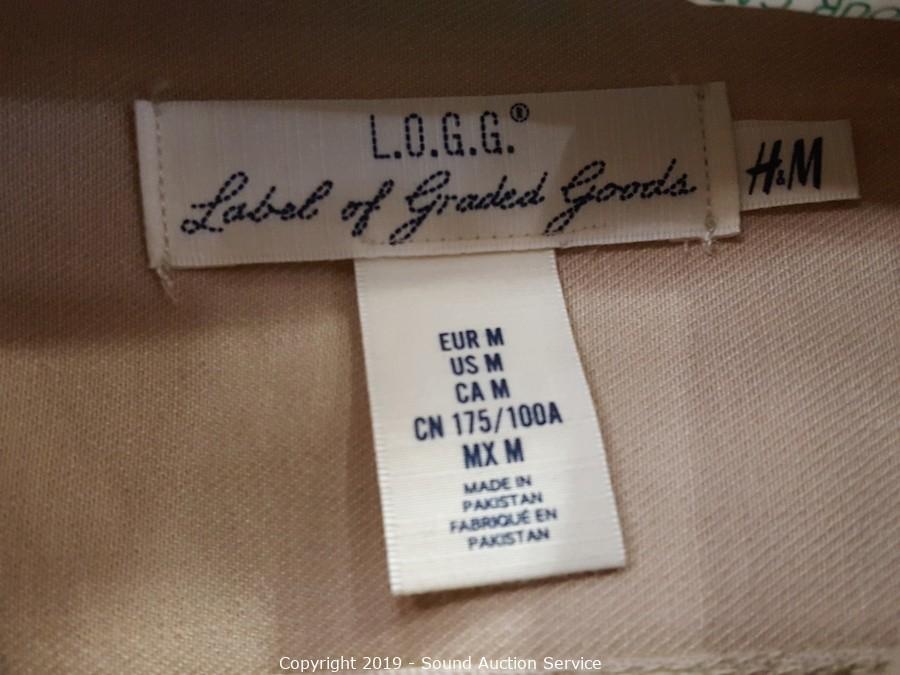 L.O.G.G.®
Label of Graded Goods
H&M
EUR M
US M
CA M
CN 175/100A
MX M
MADE IN
PAKISTAN
FABRIQUÉ EN
PAKISTAN
Copyright 2019 - Sound Auction Service